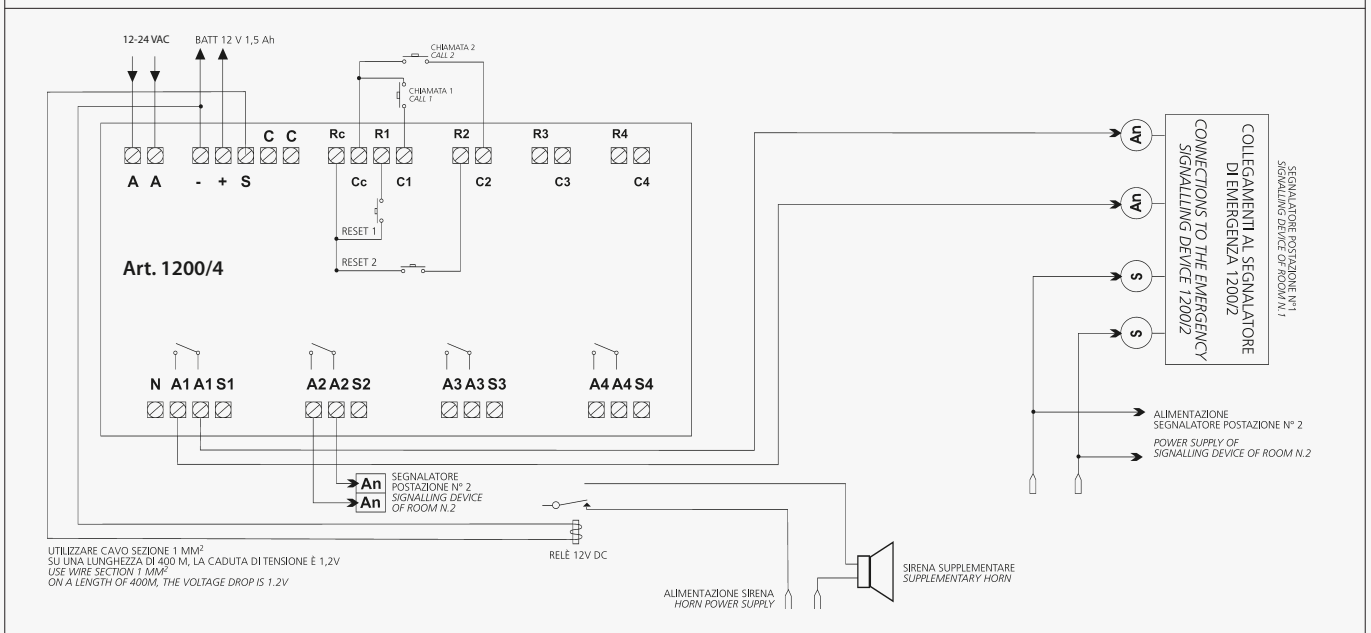 12-24 VAC
BATT 12 V 1,5 Ah
CHIAMATA 2
CALL 2
CHIAMATA 1
CALL 1
C C
Rc R1 R2 R3 R4
A A - + S
Cc C1 C2 C3 C4
RESET 1
RESET 2
Art. 1200/4
N A1 A1 S1 A2 A2 S2 A3 A3 S3 A4 A4 S4
An
An
S
S
COLLEGAMENTI AL SEGNALATORE
DI EMERGENZA 1200/2
CONNECTIONS TO THE EMERGENCY
SIGNALLING DEVICE 1200/2
SEGNALATORE POSTAZIONE N°1
SIGNALLING DEVICE OF ROOM N.1
ALIMENTAZIONE
SEGNALATORE POSTAZIONE N° 2
POWER SUPPLY OF
SIGNALLING DEVICE OF ROOM N.2
An
An
SEGNALATORE
POSTAZIONE N° 2
SIGNALLING DEVICE
OF ROOM N.2
RELÈ 12V DC
UTILIZZARE CAVO SEZIONE 1 MM²
SU UNA LUNGHEZZA DI 400 M, LA CADUTA DI TENSIONE È 1,2V
USE WIRE SECTION 1 MM²
ON A LENGTH OF 400M, THE VOLTAGE DROP IS 1.2V
SIRENA SUPPLEMENTARE
SUPPLEMENTARY HORN
ALIMENTAZIONE SIRENA
HORN POWER SUPPLY